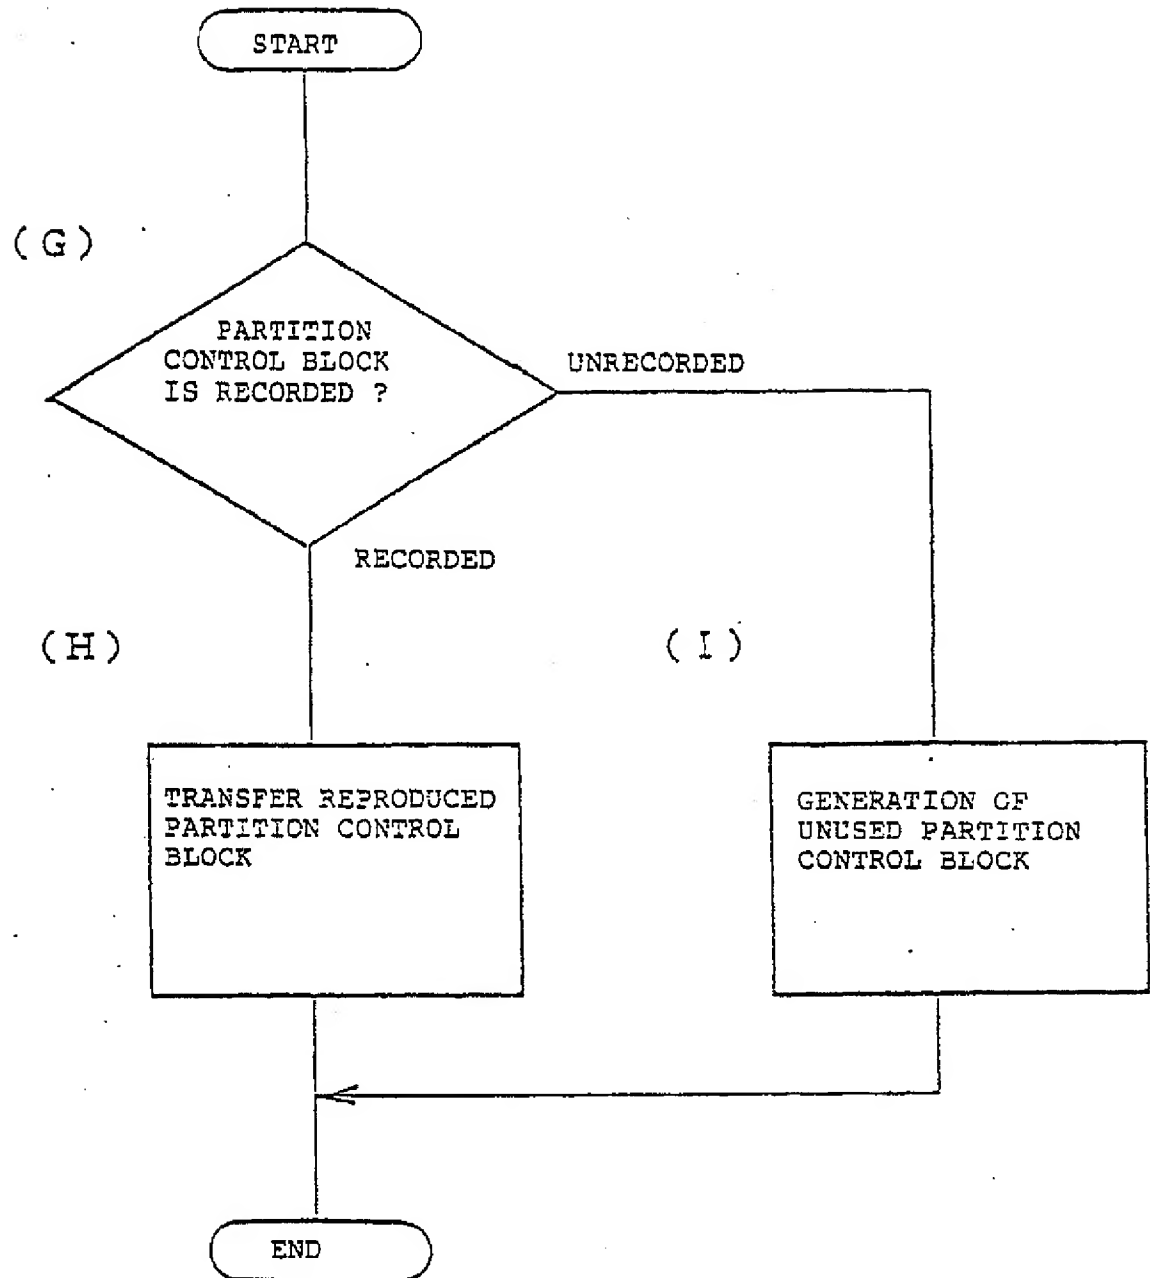 START
(G)
PARTITION
CONTROL BLOCK
IS RECORDED ?
UNRECORDED
RECORDED
(H)
(I)
TRANSFER REPRODUCED
PARTITION CONTROL
BLOCK
GENERATION OF
UNUSED PARTITION
CONTROL BLOCK
END